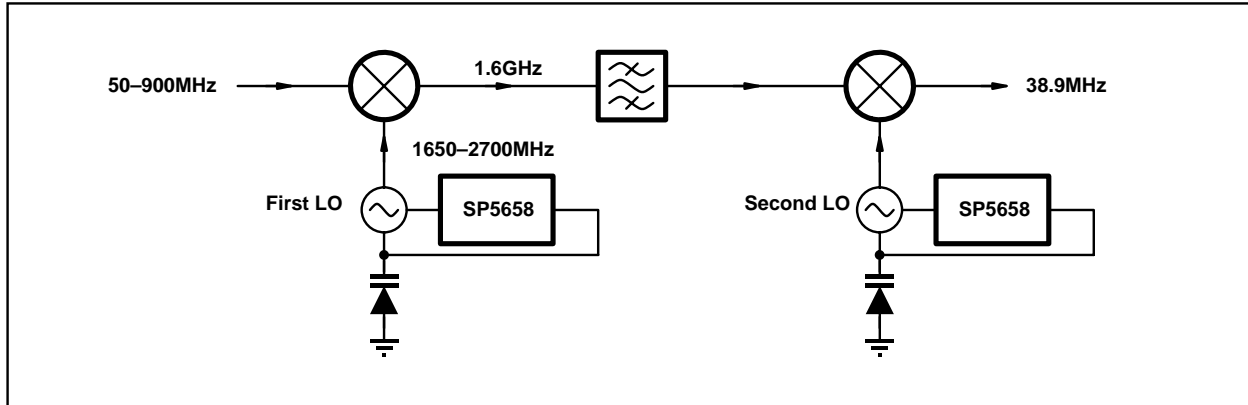 50–900MHz
1.6GHz
38.9MHz
1650–2700MHz
First LO
SP5658
Second LO
SP5658